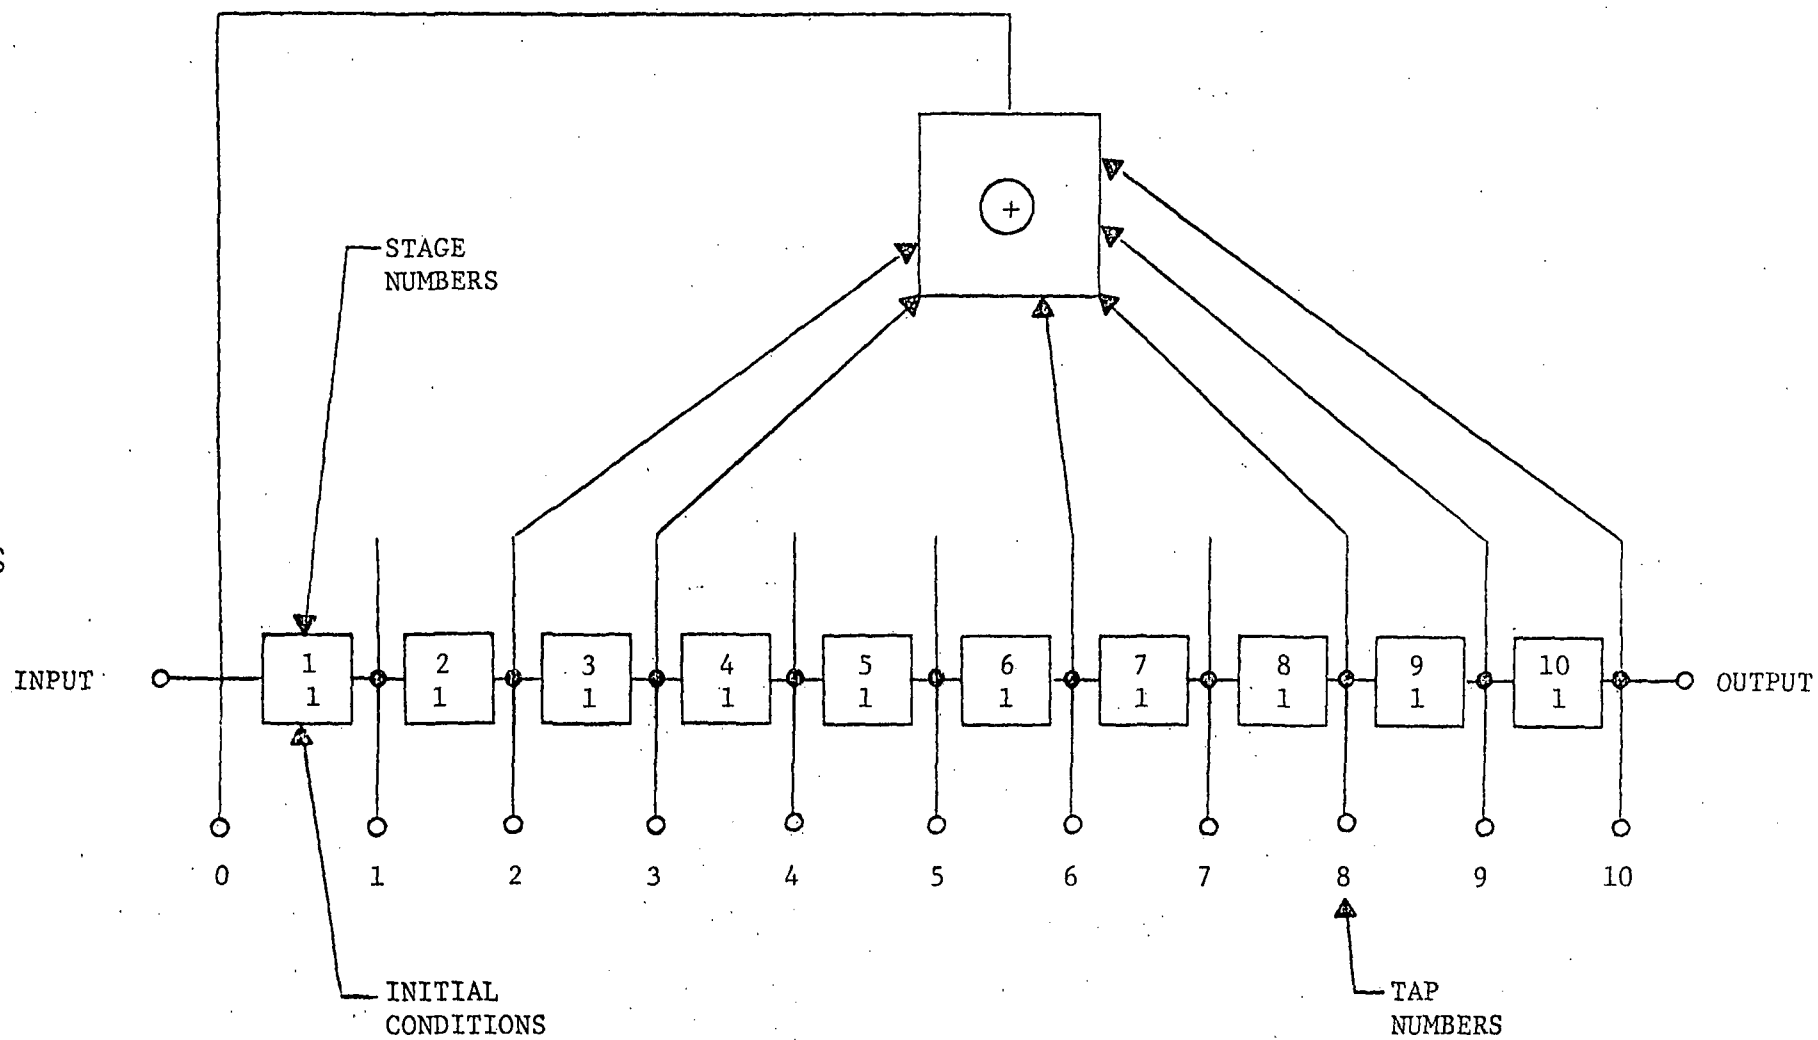 +
STAGE
NUMBERS
S
INPUT
1 2 3 4 5 6 7 8 9 10
1 1 1 1 1 1 1 1 1 1
OUTPUT
0 1 2 3 4 5 6 7 8 9 10
INITIAL
CONDITIONS
TAP
NUMBERS